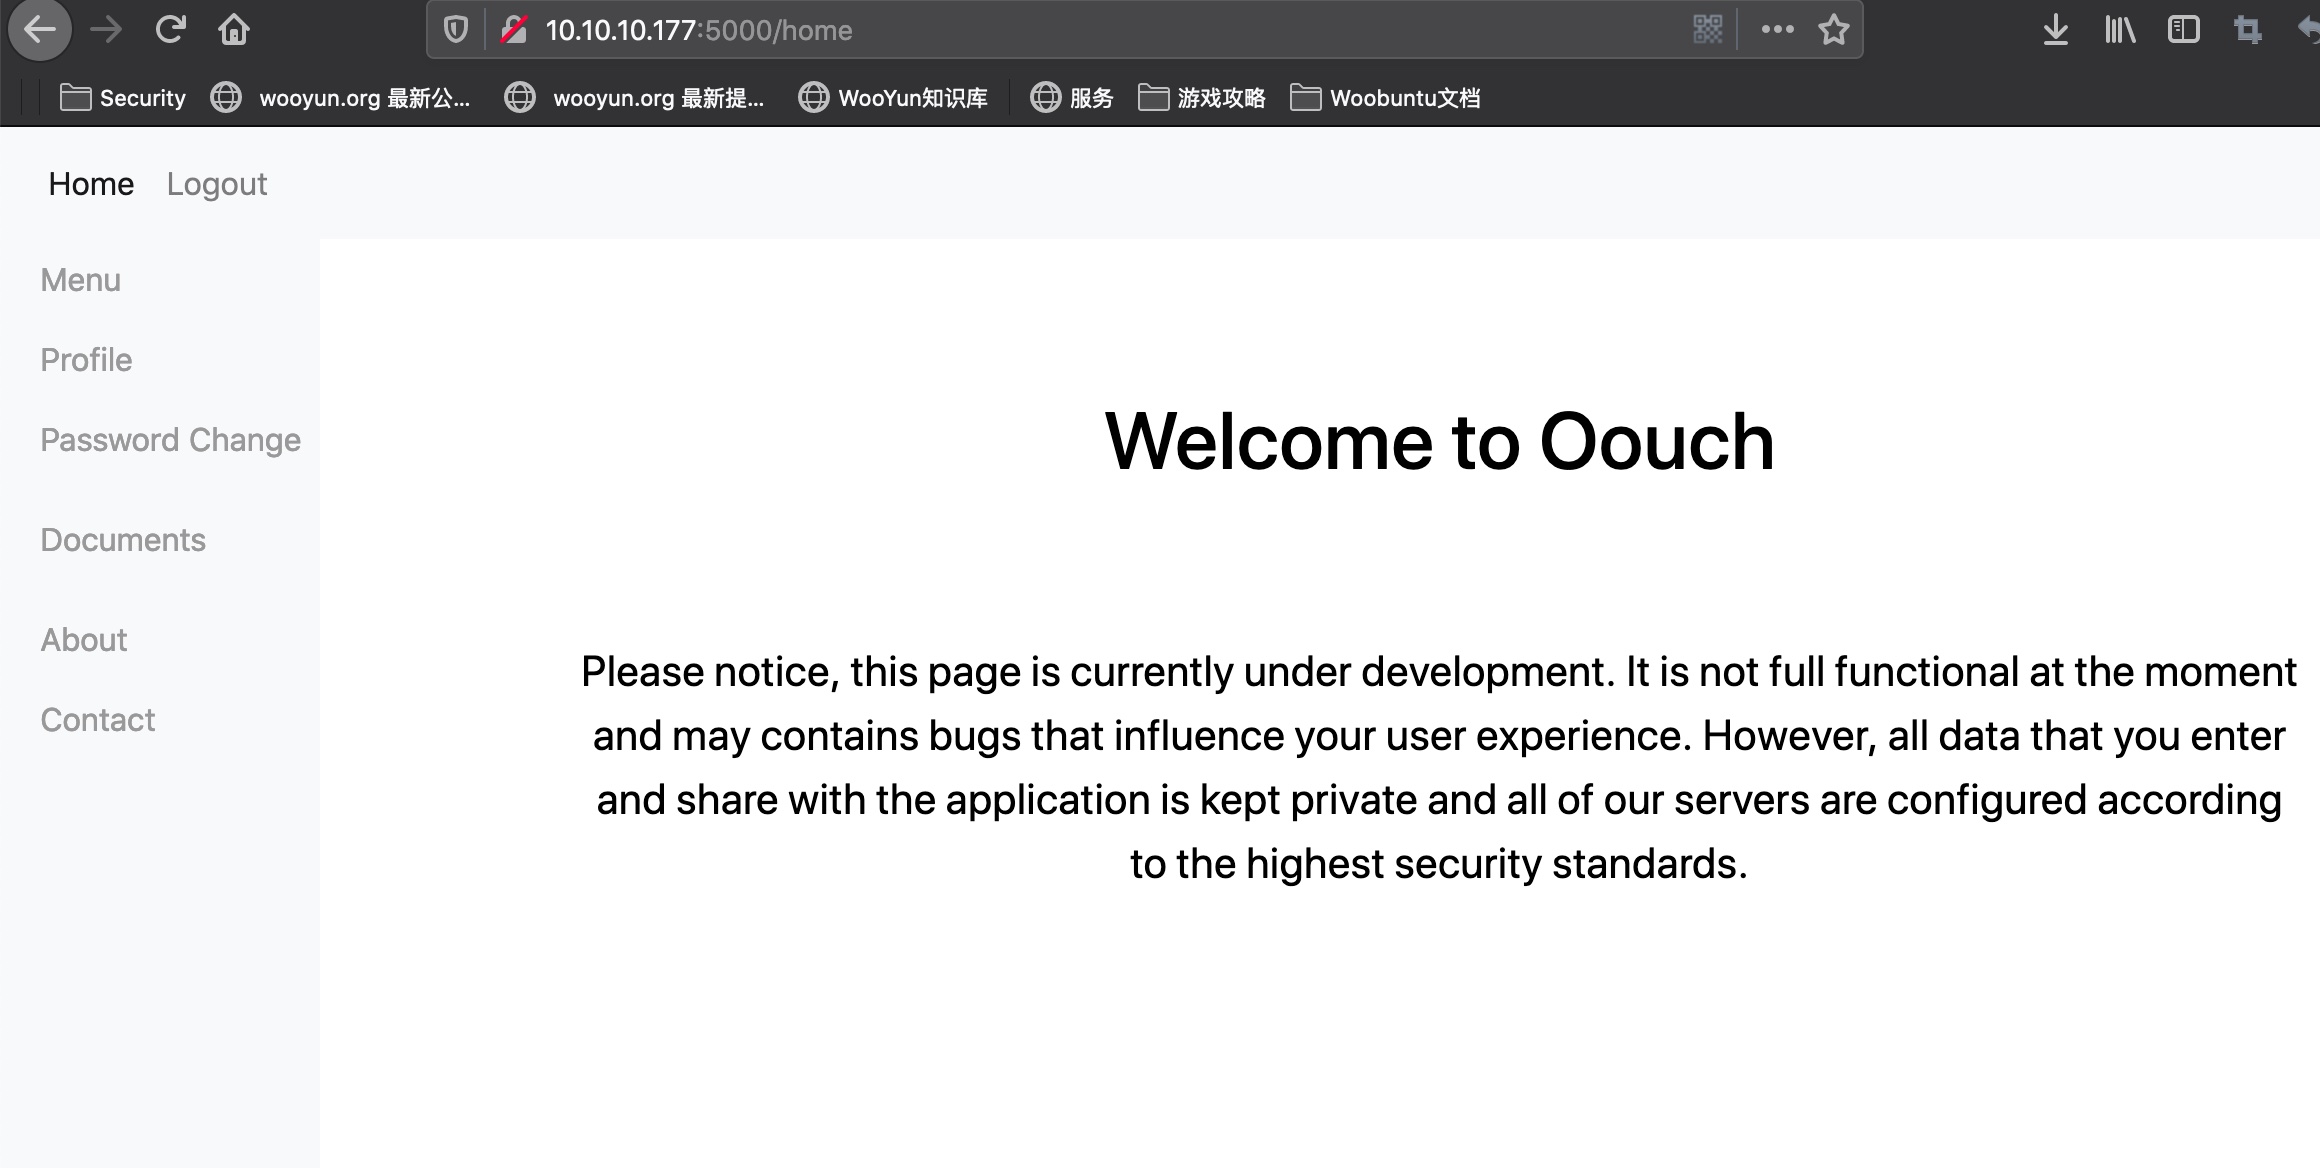 10.10.10.177:5000/home
Security wooyun.org 最新公... wooyun.org 最新提... WooYun知识库 服务 游戏攻略 Woobuntu文档
Home Logout
Menu
Profile
Password Change
Documents
About
Contact
Welcome to Oouch
Please notice, this page is currently under development. It is not full functional at the moment
and may contains bugs that influence your user experience. However, all data that you enter
and share with the application is kept private and all of our servers are configured according
to the highest security standards.